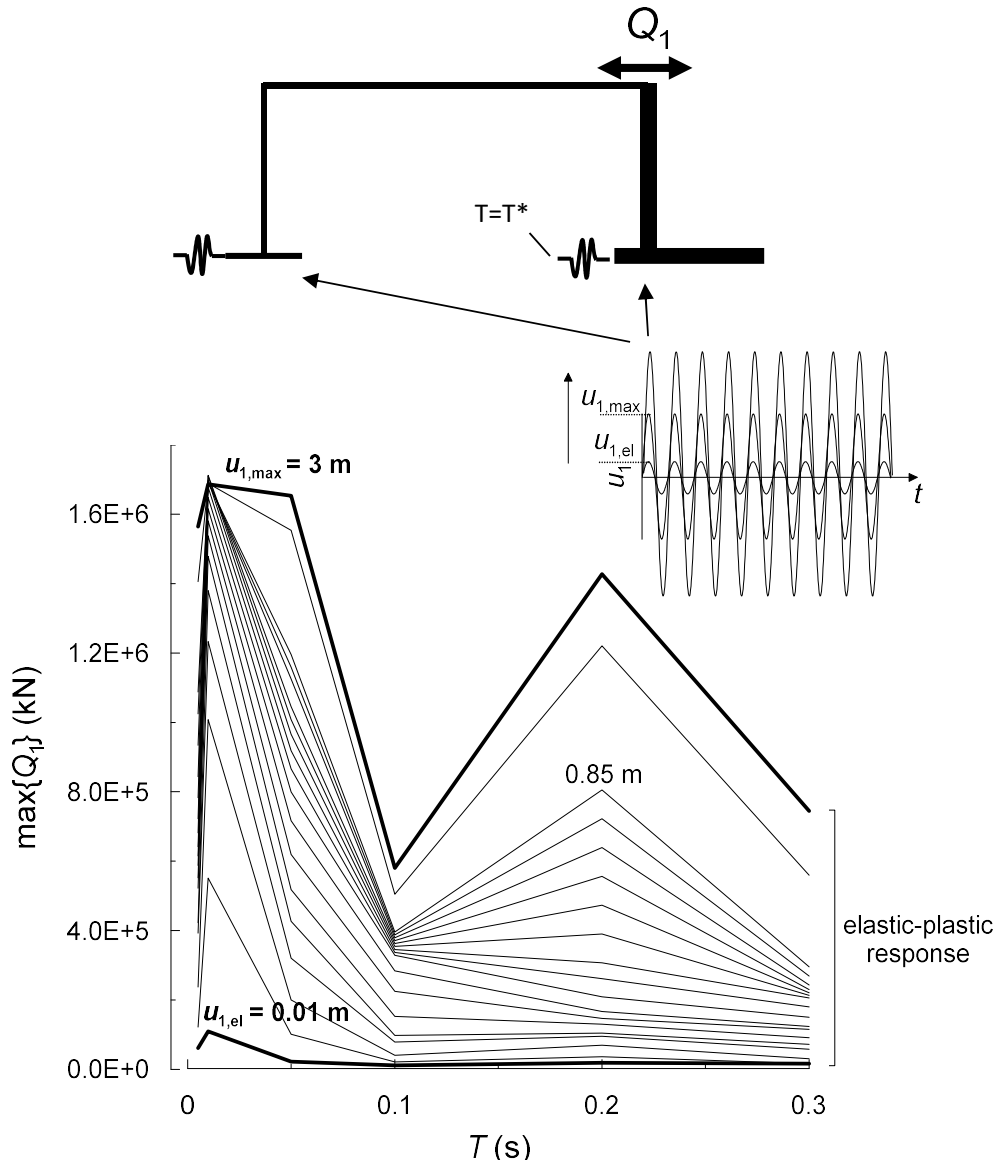 Q1
T=T*
u1,max
u1,el
u1
t
u1,max = 3 m
1.6E+6
1.2E+6
0.85 m
8.0E+5
max{Q1} (kN)
4.0E+5
elastic-plastic
response
u1,el = 0.01 m
0.0E+0
0 0.1 0.2 0.3
T (s)